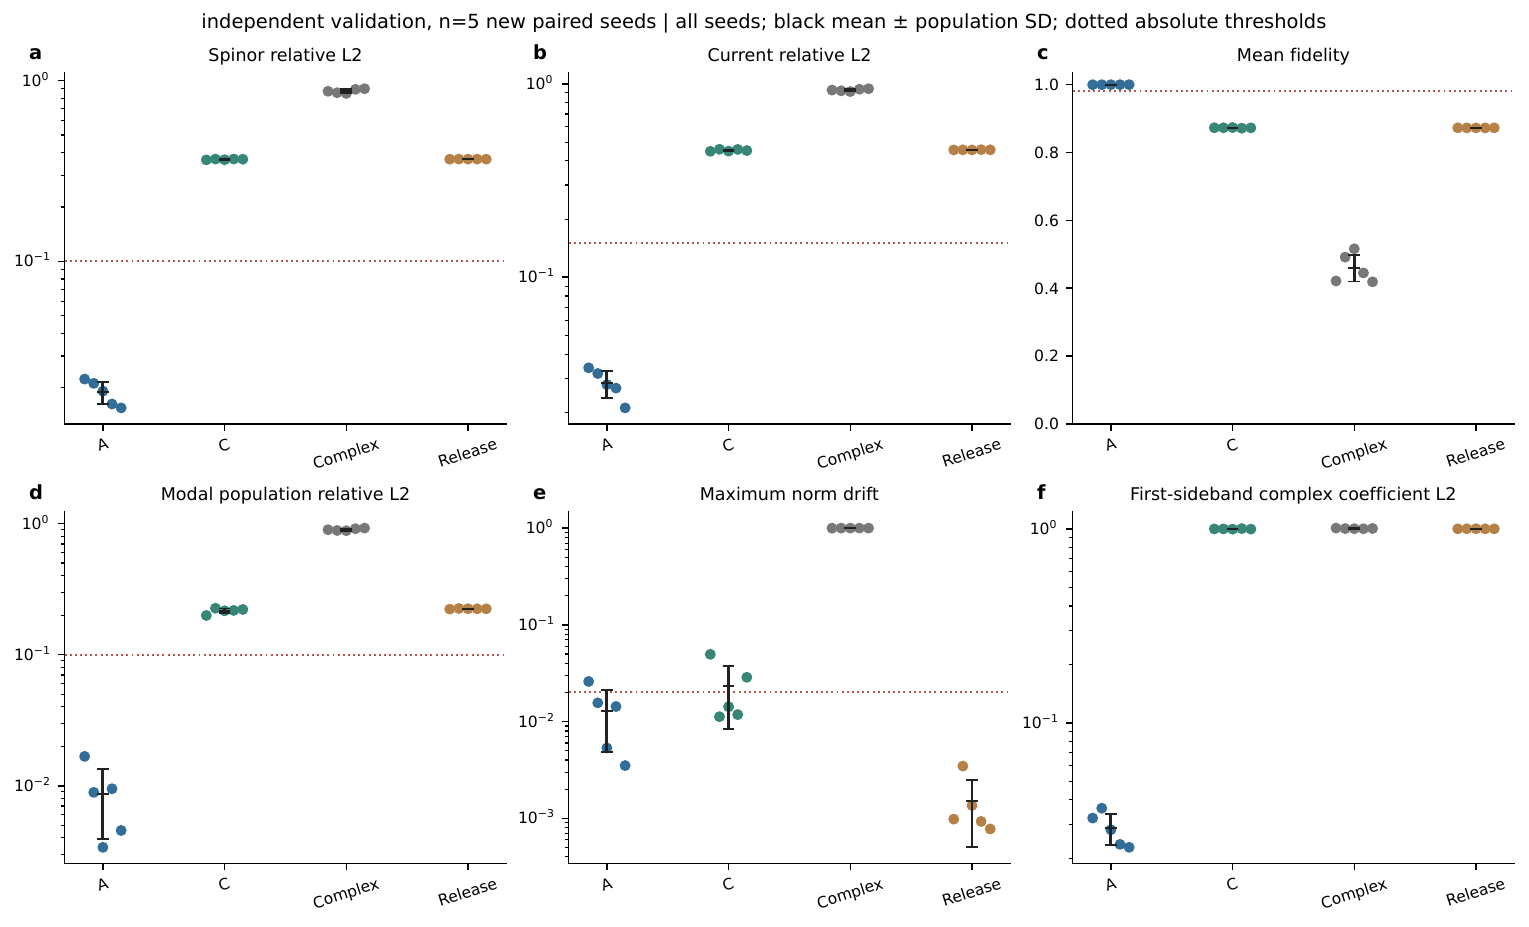 independent validation, n=5 new paired seeds | all seeds; black mean ± population SD; dotted absolute thresholds
a
Spinor relative L2
10⁰
10⁻¹
A
C
Complex
Release
b
Current relative L2
10⁰
10⁻¹
A
C
Complex
Release
c
Mean fidelity
1.0
0.8
0.6
0.4
0.2
0.0
A
C
Complex
Release
d
Modal population relative L2
10⁰
10⁻¹
10⁻²
A
C
Complex
Release
e
Maximum norm drift
10⁰
10⁻¹
10⁻²
10⁻³
A
C
Complex
Release
f
First-sideband complex coefficient L2
10⁰
10⁻¹
A
C
Complex
Release